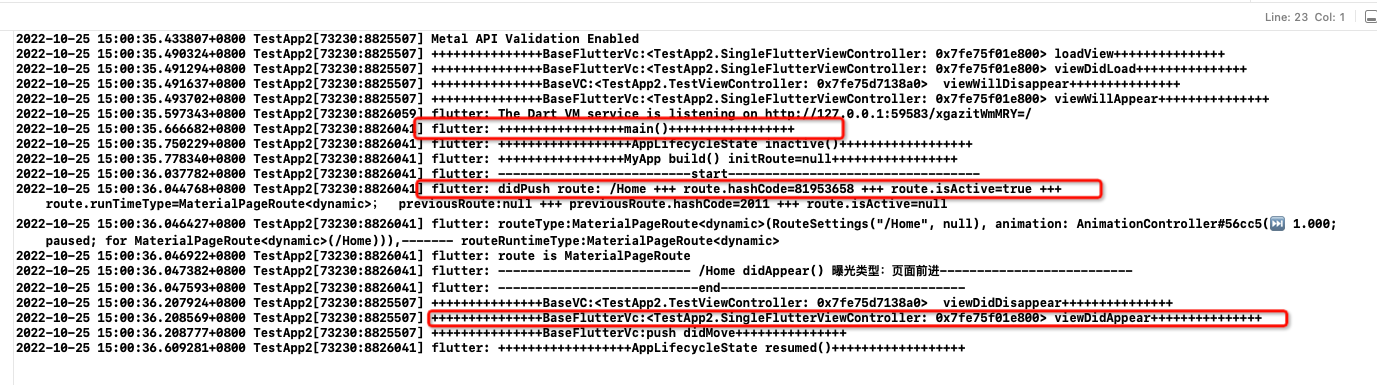 Line: 23 Col: 1
2022-10-25 15:00:35.433807+0800 TestApp2[73230:8825507] Metal API Validation Enabled
2022-10-25 15:00:35.490324+0800 TestApp2[73230:8825507] +++++++++++++++BaseFlutterVc:<TestApp2.SingleFlutterViewController: 0x7fe75f01e800> loadView+++++++++++++++
2022-10-25 15:00:35.491294+0800 TestApp2[73230:8825507] +++++++++++++++BaseFlutterVc:<TestApp2.SingleFlutterViewController: 0x7fe75f01e800> viewDidLoad+++++++++++++++
2022-10-25 15:00:35.491637+0800 TestApp2[73230:8825507] +++++++++++++++BaseVC:<TestApp2.TestViewController: 0x7fe75d7138a0>  viewWillDisappear+++++++++++++++
2022-10-25 15:00:35.493702+0800 TestApp2[73230:8825507] +++++++++++++++BaseFlutterVc:<TestApp2.SingleFlutterViewController: 0x7fe75f01e800> viewWillAppear+++++++++++++++
2022-10-25 15:00:35.597343+0800 TestApp2[73230:8826059] flutter: The Dart VM service is listening on http://127.0.0.1:59583/xgazitWmMRY=/
2022-10-25 15:00:35.666682+0800 TestApp2[73230:8826041] flutter: +++++++++++++++++main()+++++++++++++++++
2022-10-25 15:00:35.750229+0800 TestApp2[73230:8826041] flutter: ++++++++++++++++++AppLifecycleState inactive()++++++++++++++++++
2022-10-25 15:00:35.778340+0800 TestApp2[73230:8826041] flutter: +++++++++++++++++MyApp build() initRoute=null+++++++++++++++++
2022-10-25 15:00:36.037782+0800 TestApp2[73230:8826041] flutter: --------------------------start----------------------------------
2022-10-25 15:00:36.044768+0800 TestApp2[73230:8826041] flutter: didPush route: /Home +++ route.hashCode=81953658 +++ route.isActive=true +++
route.runTimeType=MaterialPageRoute<dynamic>;   previousRoute:null +++ previousRoute.hashCode=2011 +++ route.isActive=null
2022-10-25 15:00:36.046427+0800 TestApp2[73230:8826041] flutter: routeType:MaterialPageRoute<dynamic>(RouteSettings("/Home", null), animation: AnimationController#56cc5(⏭ 1.000;
paused; for MaterialPageRoute<dynamic>(/Home))),------- routeRuntimeType:MaterialPageRoute<dynamic>
2022-10-25 15:00:36.046922+0800 TestApp2[73230:8826041] flutter: route is MaterialPageRoute
2022-10-25 15:00:36.047382+0800 TestApp2[73230:8826041] flutter: -------------------------- /Home didAppear() 曝光类型：页面前进--------------------------
2022-10-25 15:00:36.047593+0800 TestApp2[73230:8826041] flutter: ---------------------------end---------------------------------
2022-10-25 15:00:36.207924+0800 TestApp2[73230:8825507] +++++++++++++++BaseVC:<TestApp2.TestViewController: 0x7fe75d7138a0>  viewDidDisappear+++++++++++++++
2022-10-25 15:00:36.208569+0800 TestApp2[73230:8825507] +++++++++++++++BaseFlutterVc:<TestApp2.SingleFlutterViewController: 0x7fe75f01e800> viewDidAppear+++++++++++++++
2022-10-25 15:00:36.208777+0800 TestApp2[73230:8825507] +++++++++++++++BaseFlutterVc:push didMove+++++++++++++++
2022-10-25 15:00:36.609281+0800 TestApp2[73230:8826041] flutter: ++++++++++++++++++AppLifecycleState resumed()++++++++++++++++++